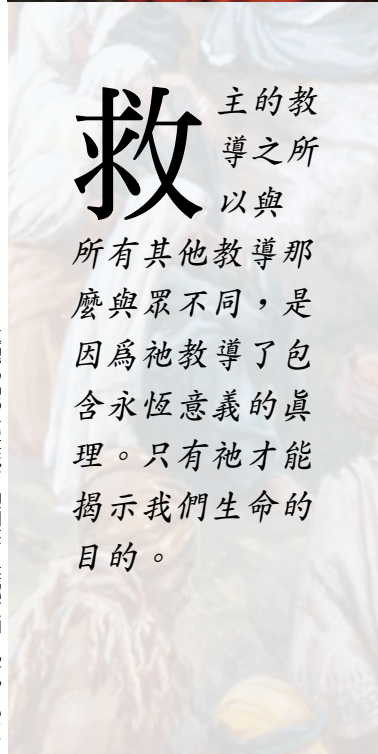 救主的教
導之所
以與
所有其他教導那
麼與眾不同，是
因爲祂教導了包
含永恆意義的眞
理。只有祂才能
揭示我們生命的
目的。